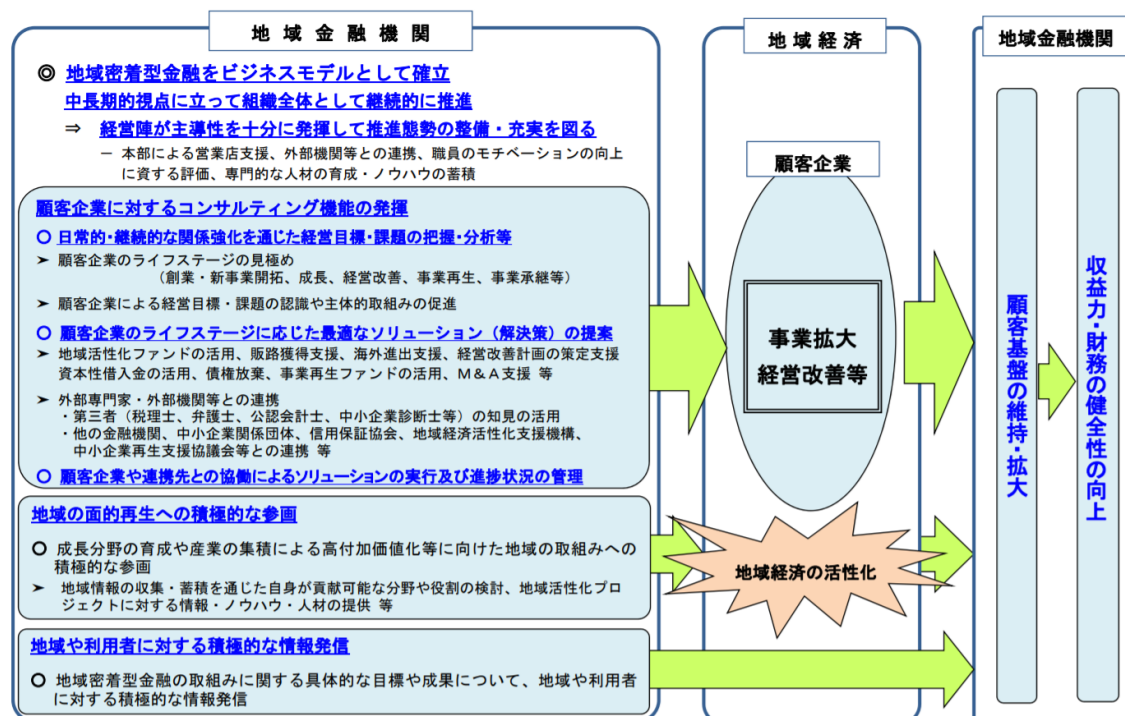 地域金融機関
◎ 地域密着型金融をビジネスモデルとして確立
中長期的視点に立って組織全体として継続的に推進
⇒ 経営陣が主導性を十分に発揮して推進態勢の整備・充実を図る
－ 本部による営業店支援、外部機関等との連携、職員のモチベーションの向上
に資する評価、専門的な人材の育成・ノウハウの蓄積
顧客企業に対するコンサルティング機能の発揮
○ 日常的・継続的な関係強化を通じた経営目標・課題の把握・分析等
➤ 顧客企業のライフステージの見極め
（創業・新事業開拓、成長、経営改善、事業再生、事業承継等）
➤ 顧客企業による経営目標・課題の認識や主体的取組みの促進
○ 顧客企業のライフステージに応じた最適なソリューション（解決策）の提案
➤ 地域活性化ファンドの活用、販路獲得支援、海外進出支援、経営改善計画の策定支援
資本性借入金の活用、債権放棄、事業再生ファンドの活用、Ｍ＆Ａ支援 等
➤ 外部専門家・外部機関等との連携
・第三者（税理士、弁護士、公認会計士、中小企業診断士等）の知見の活用
・他の金融機関、中小企業関係団体、信用保証協会、地域経済活性化支援機構、
中小企業再生支援協議会等との連携 等
○ 顧客企業や連携先との協働によるソリューションの実行及び進捗状況の管理
地域の面的再生への積極的な参画
○ 成長分野の育成や産業の集積による高付加価値化等に向けた地域の取組みへの
積極的な参画
➤ 地域情報の収集・蓄積を通じた自身が貢献可能な分野や役割の検討、地域活性化プロ
ジェクトに対する情報・ノウハウ・人材の提供 等
地域や利用者に対する積極的な情報発信
○ 地域密着型金融の取組みに関する具体的な目標や成果について、地域や利用者
に対する積極的な情報発信
地域経済
顧客企業
事業拡大
経営改善等
地域経済の活性化
地域金融機関
顧客基盤の維持・拡大
収益力・財務の健全性の向上